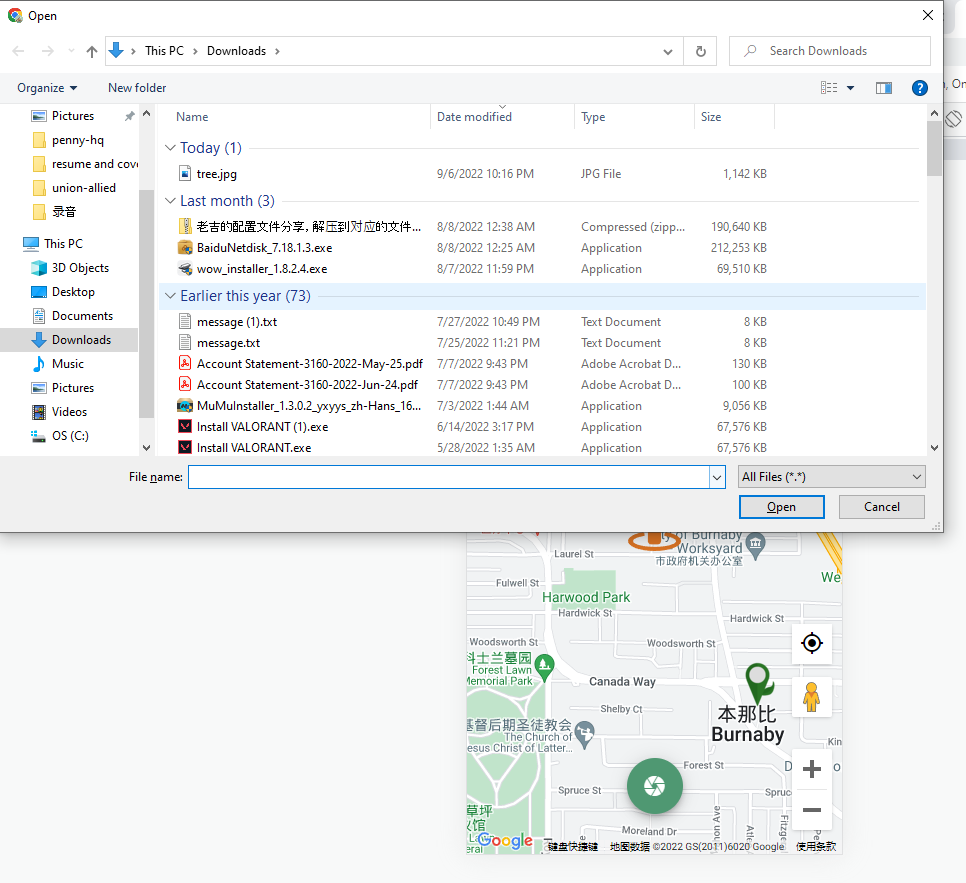 Open
This PC > Downloads >
Search Downloads
Organize
New folder
Name Date modified Type Size
Pictures
penny-hq
resume and cove
union-allied
录音
This PC
3D Objects
Desktop
Documents
Downloads
Music
Pictures
Videos
OS (C:)
Today (1)
tree.jpg 9/6/2022 10:16 PM JPG File 1,142 KB
Last month (3)
老吉的配置文件分享，解压到对应的文件... 8/8/2022 12:38 AM Compressed (zipp... 190,640 KB
BaiduNetdisk_7.18.1.3.exe 8/8/2022 12:25 AM Application 212,253 KB
wow_installer_1.8.2.4.exe 8/7/2022 11:59 PM Application 69,510 KB
Earlier this year (73)
message (1).txt 7/27/2022 10:49 PM Text Document 8 KB
message.txt 7/25/2022 11:21 PM Text Document 8 KB
Account Statement-3160-2022-May-25.pdf 7/7/2022 9:43 PM Adobe Acrobat D... 130 KB
Account Statement-3160-2022-Jun-24.pdf 7/7/2022 9:43 PM Adobe Acrobat D... 100 KB
MuMuInstaller_1.3.0.2_yxyys_zh-Hans_16... 7/3/2022 1:44 AM Application 9,056 KB
Install VALORANT (1).exe 6/14/2022 3:17 PM Application 67,576 KB
Install VALORANT.exe 5/28/2022 1:35 AM Application 67,576 KB
File name:
All Files (*.*)
Open
Cancel
y of Burnaby
Worksyard
市政府机关办公室
Laurel St
We
Fulwell St
Harwood Park
Hardwick St
Hardwick St
Woodsworth St
Woodsworth St
科士兰墓园
Forest Lawn
Memorial Park
Canada Way
Shelby Ct
本那比
Burnaby
基督后期圣徒教会
The Church of
esus Christ of Latter...
Kin
Forest St
D
o
Spruce St
Spruc
草坪
仪馆
Lawn
eral
Moreland Dr
non Ave
Atle
Fitzge
Pe
Google
键盘快捷键 地图数据 ©2022 GS(2011)6020 Google 使用条款